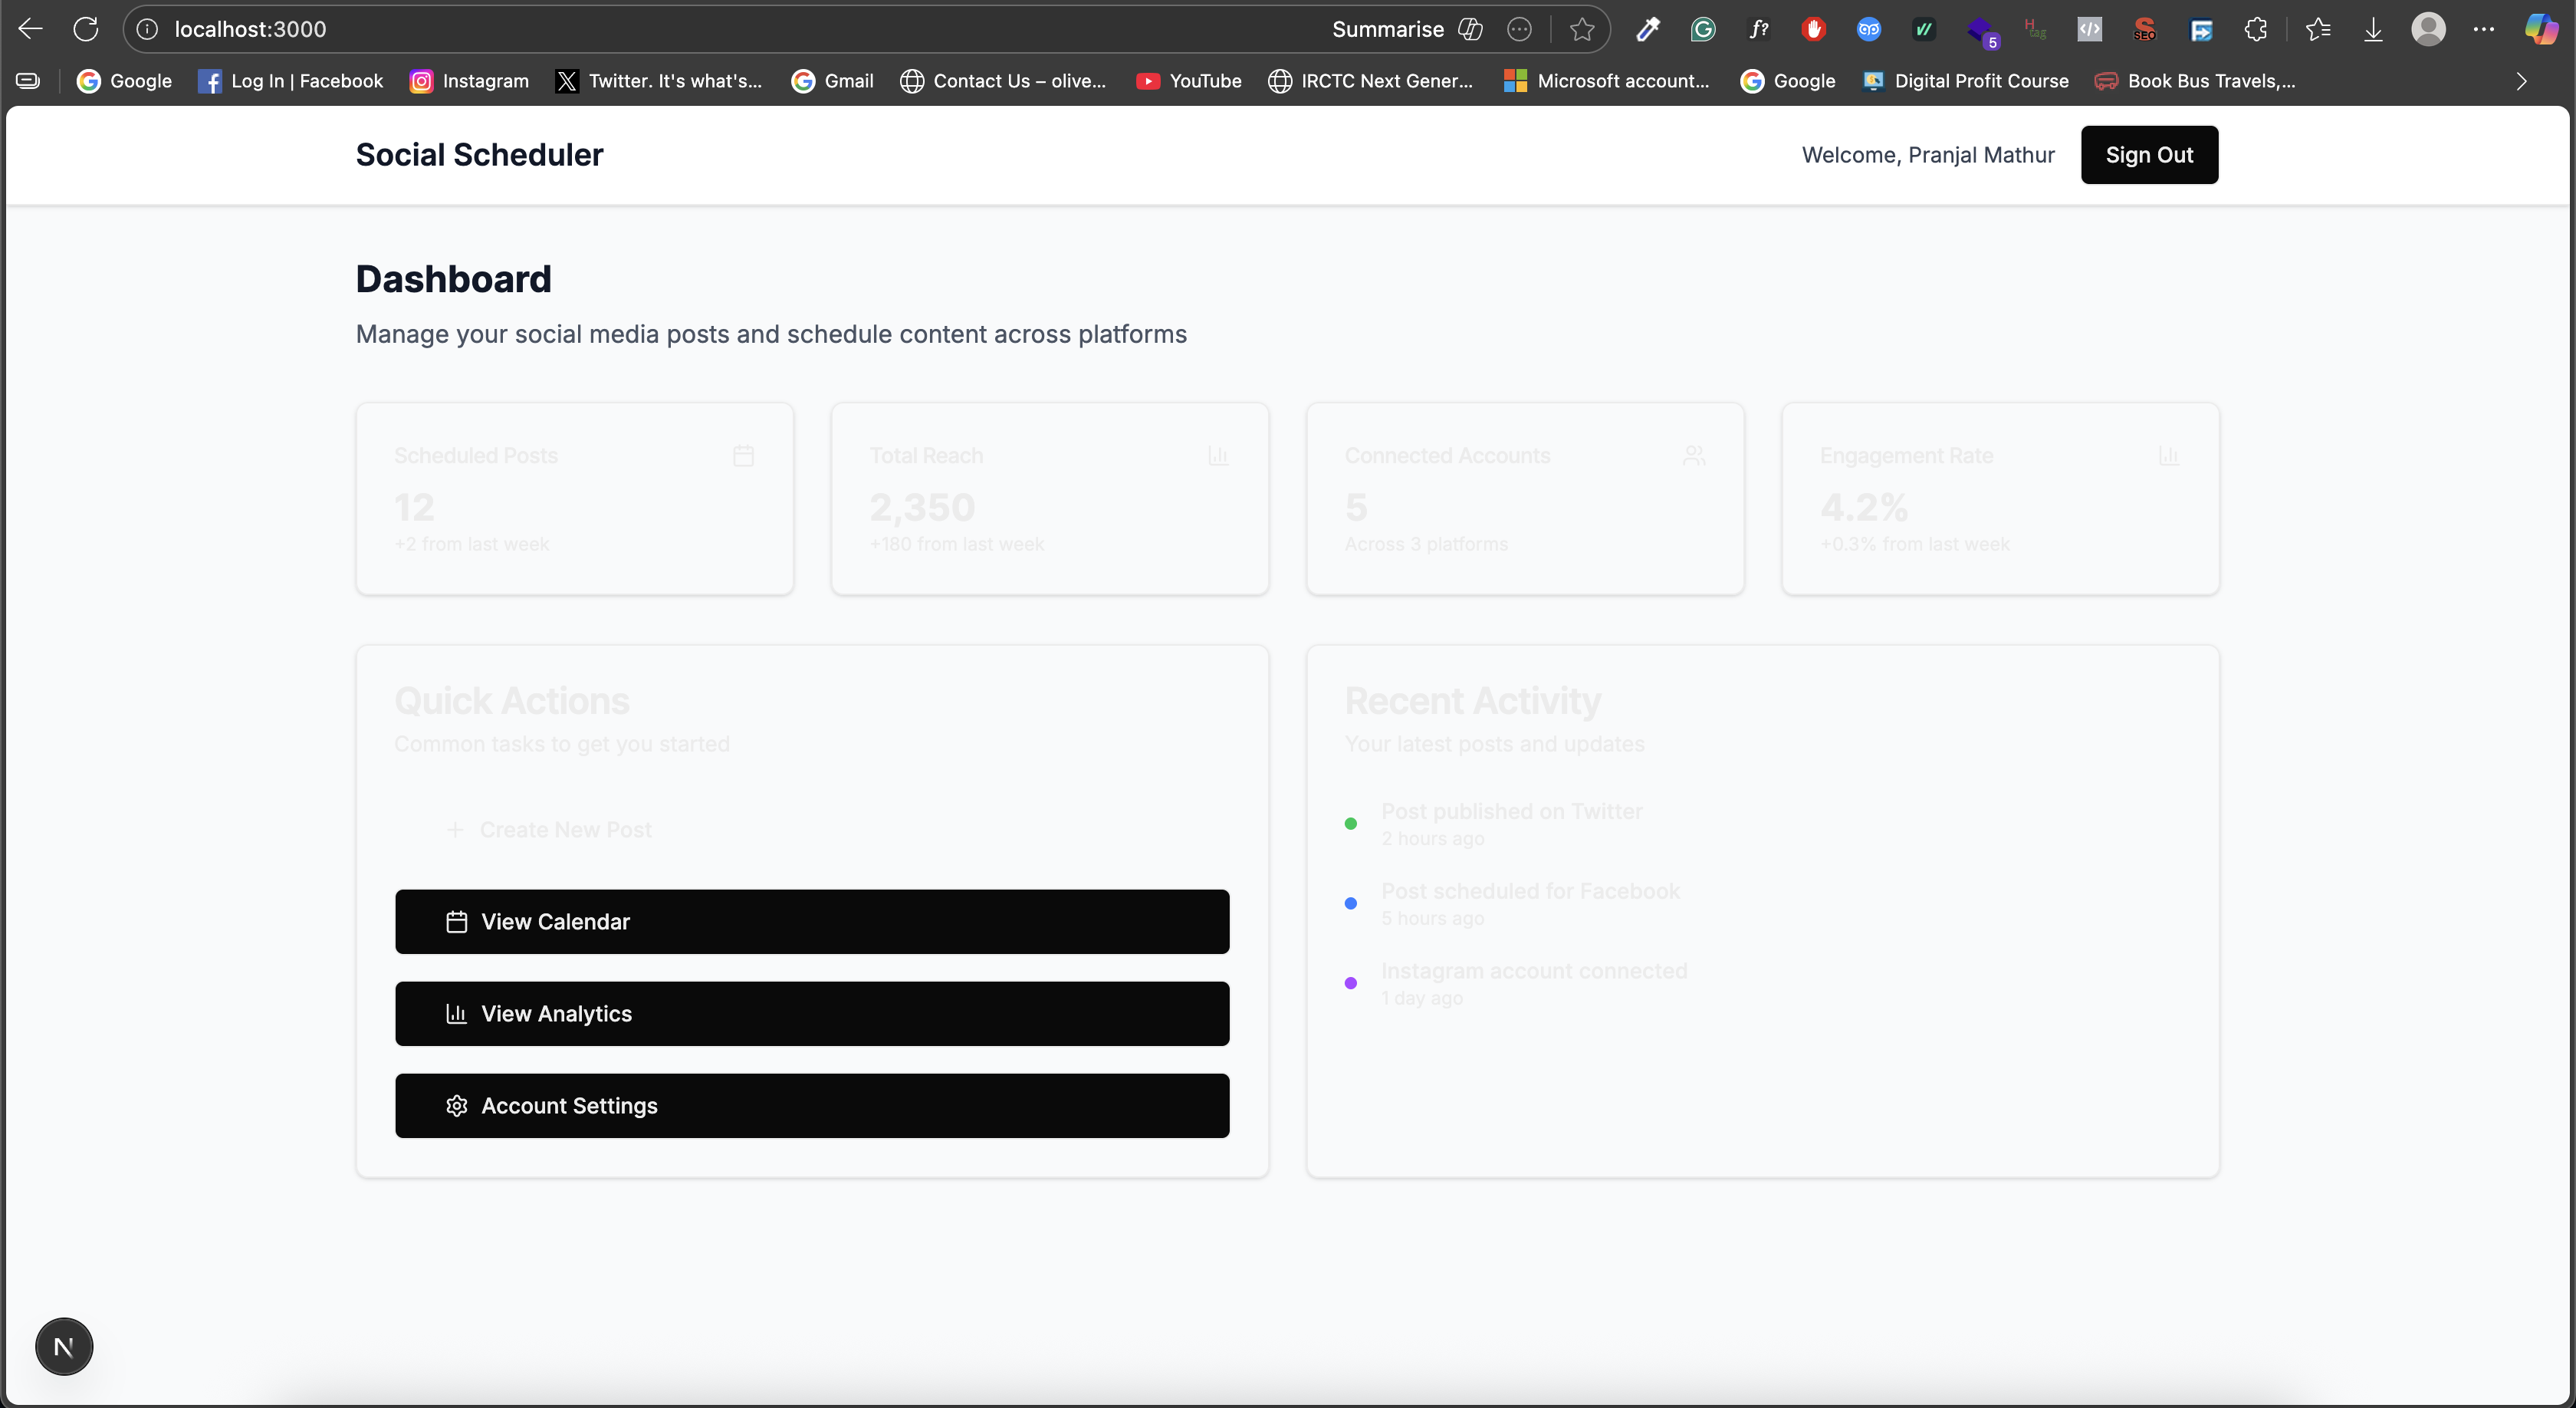 localhost:3000
Summarise
5
Google
Log In | Facebook
Instagram
Twitter. It's what's...
Gmail
Contact Us – olive...
YouTube
IRCTC Next Gener...
Microsoft account...
Google
Digital Profit Course
Book Bus Travels,...
Social Scheduler
Welcome, Pranjal Mathur
Sign Out
Dashboard
Manage your social media posts and schedule content across platforms
Scheduled Posts
12
+2 from last week
Total Reach
2,350
+180 from last week
Connected Accounts
5
Across 3 platforms
Engagement Rate
4.2%
+0.3% from last week
Quick Actions
Common tasks to get you started
+ Create New Post
View Calendar
View Analytics
Account Settings
Recent Activity
Your latest posts and updates
Post published on Twitter
2 hours ago
Post scheduled for Facebook
5 hours ago
Instagram account connected
1 day ago
N